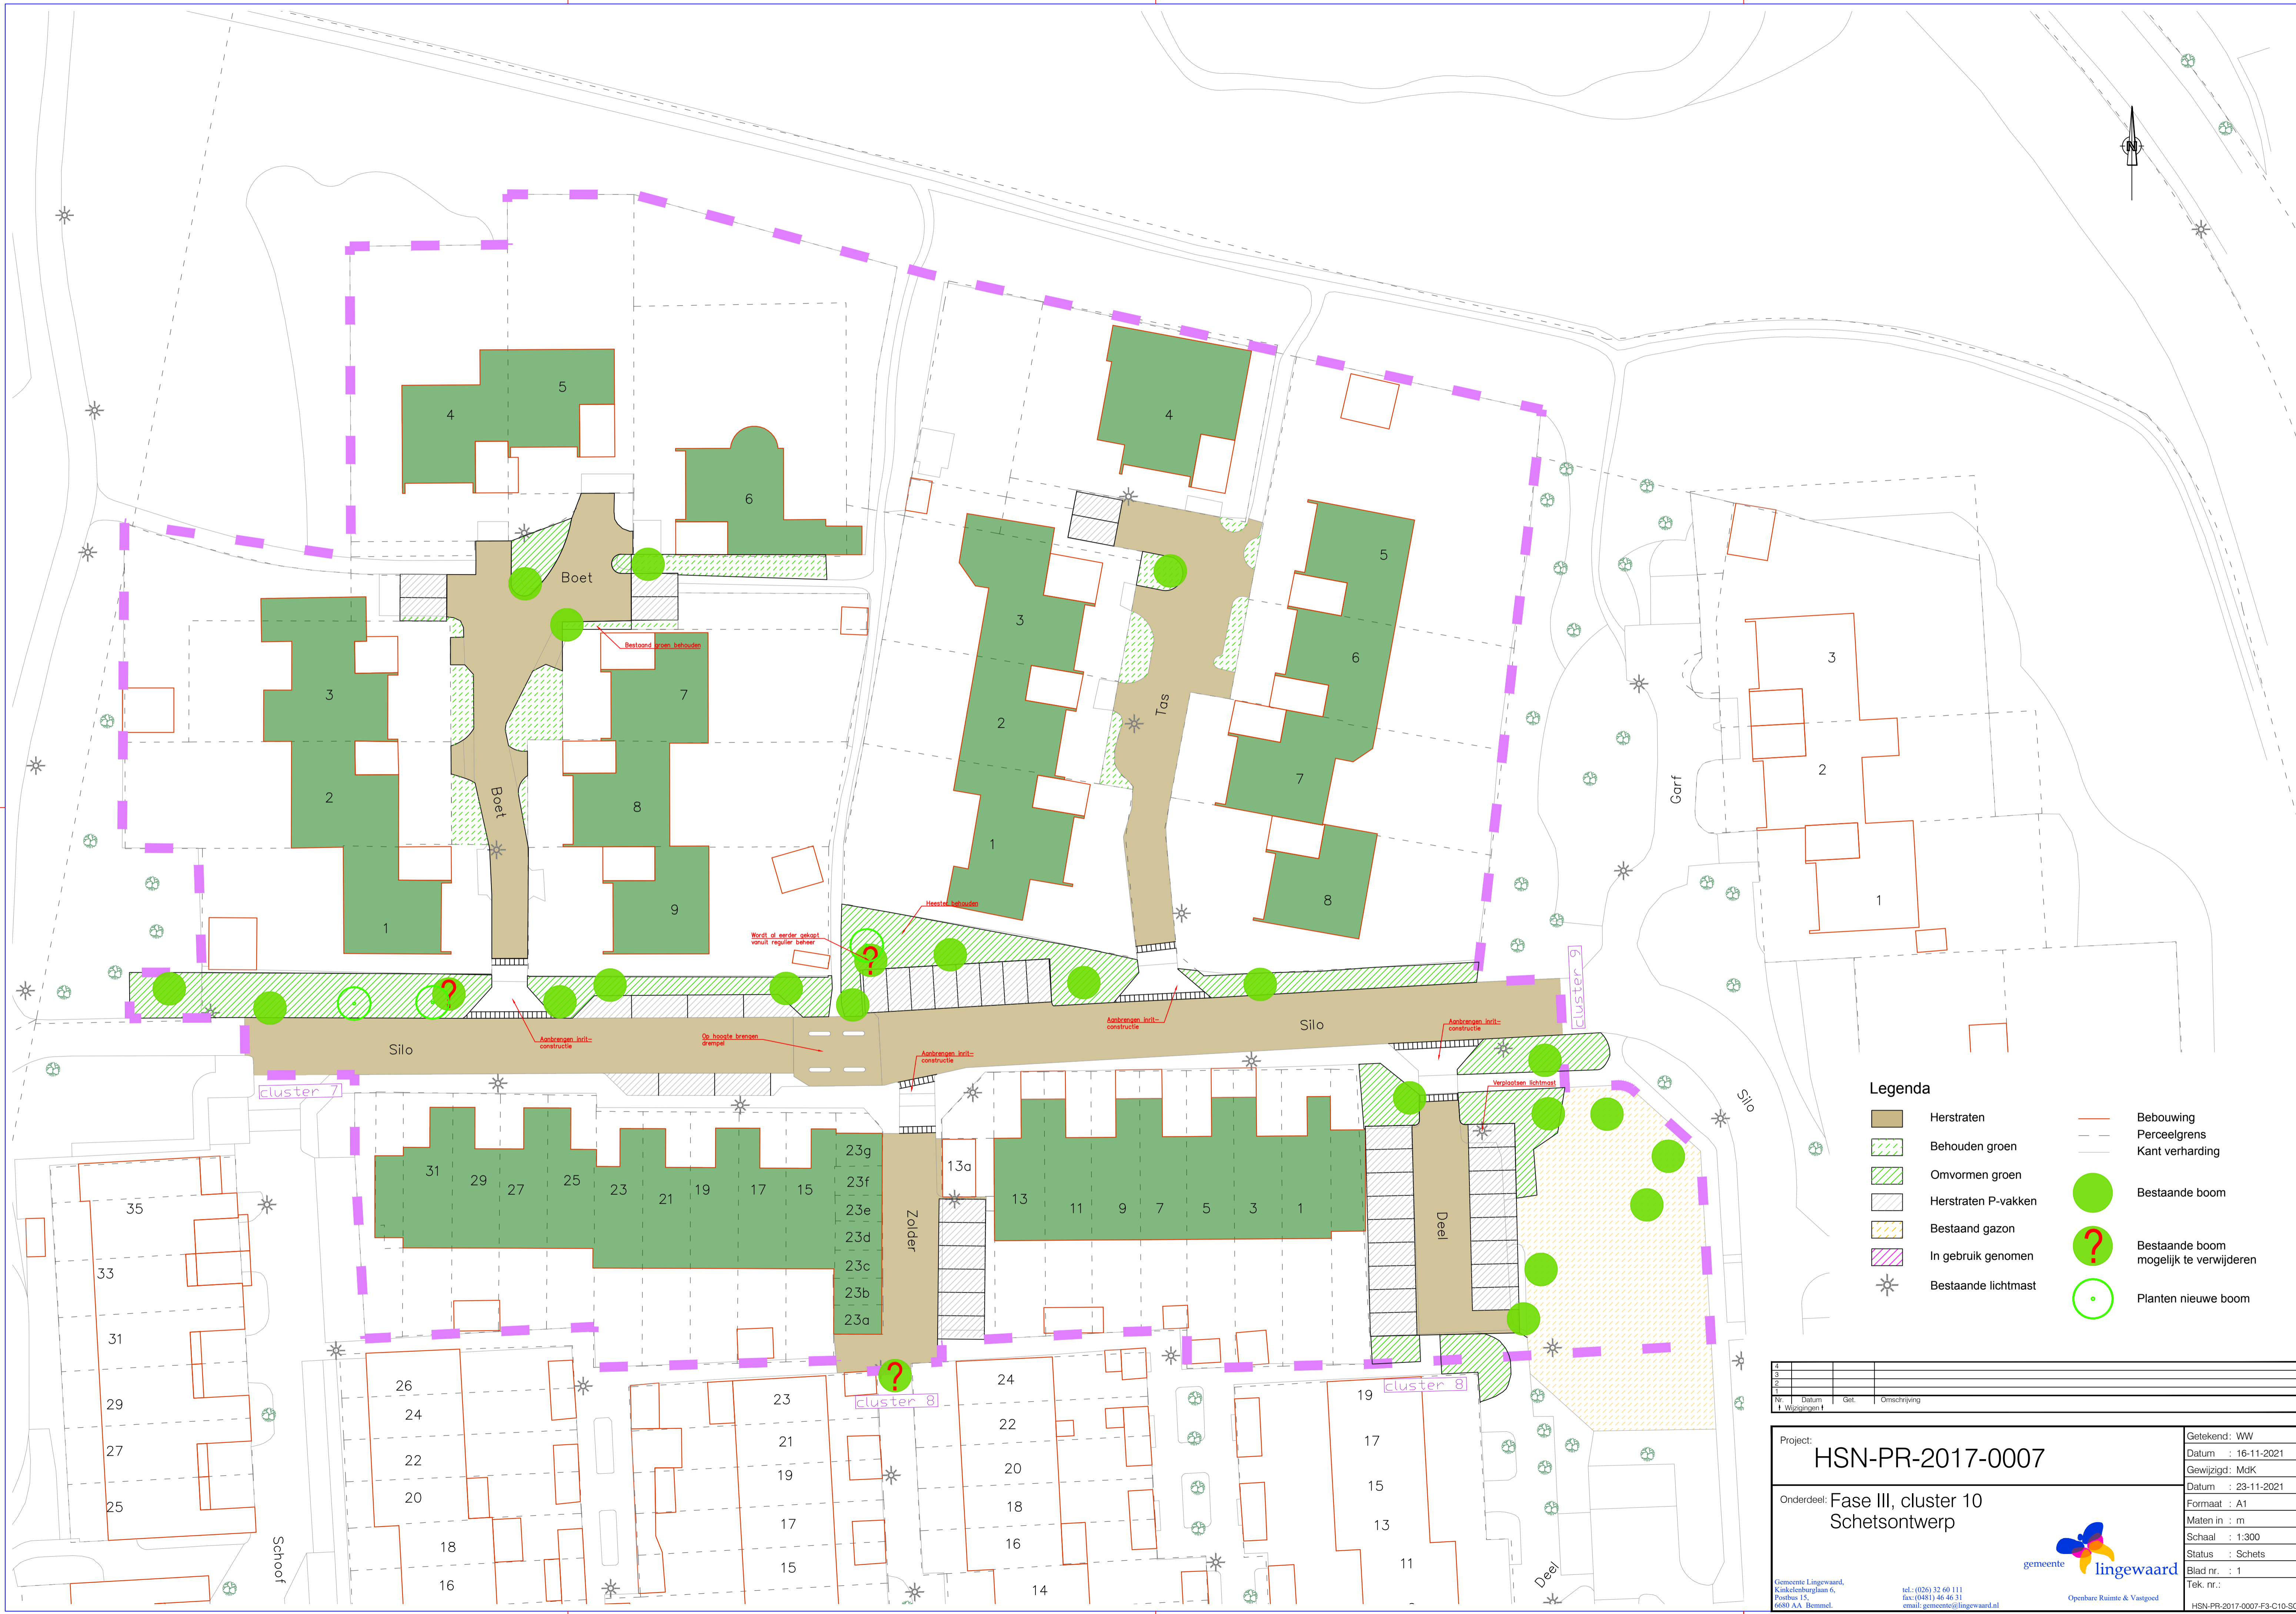 N
5
4
6
4
5
3
6
2
7
1
8
Tas
Boet
Boet
Bestaand groen behouden
3
2
1
7
8
9
Heester behouden
Wordt al eerder gekapt
vanuit regulier beheer
?
?
Garf
3
2
1
cluster 9
Silo
Silo
Silo
Aanbrengen inrit-
constructie
Op hoogte brengen
drempel
Aanbrengen inrit-
constructie
Aanbrengen inrit-
constructie
Aanbrengen inrit-
constructie
Verplaatsen lichtmast
cluster 7
31
29
27
25
23
21
19
17
15
23g
23f
23e
23d
23c
23b
23a
Zolder
13a
13
11
9
7
5
3
1
Deel
?
cluster 8
cluster 8
35
33
31
29
27
25
Schoof
26
24
22
20
18
16
23
21
19
17
15
24
22
20
18
16
14
19
17
15
13
11
Deel
Legenda
Herstraten
Behouden groen
Omvormen groen
Herstraten P-vakken
Bestaand gazon
In gebruik genomen
Bestaande lichtmast
Bebouwing
Perceelgrens
Kant verharding
Bestaande boom
?
Bestaande boom
mogelijk te verwijderen
Planten nieuwe boom
4
3
2
1
Nr. Datum Get. Omschrijving
Wijzigingen
Project:
HSN-PR-2017-0007
Onderdeel: Fase III, cluster 10
Schetsontwerp
Gemeente Lingewaard,
Kinkelenburglaan 6,
Postbus 15,
6680 AA Bemmel.
tel.: (026) 32 60 111
fax: (0481) 46 46 31
email: gemeente@lingewaard.nl
gemeente
lingewaard
Openbare Ruimte & Vastgoed
Getekend: WW
Datum : 16-11-2021
Gewijzigd: MdK
Datum : 23-11-2021
Formaat : A1
Maten in : m
Schaal : 1:300
Status : Schets
Blad nr. : 1
Tek. nr.:
HSN-PR-2017-0007-F3-C10-SO